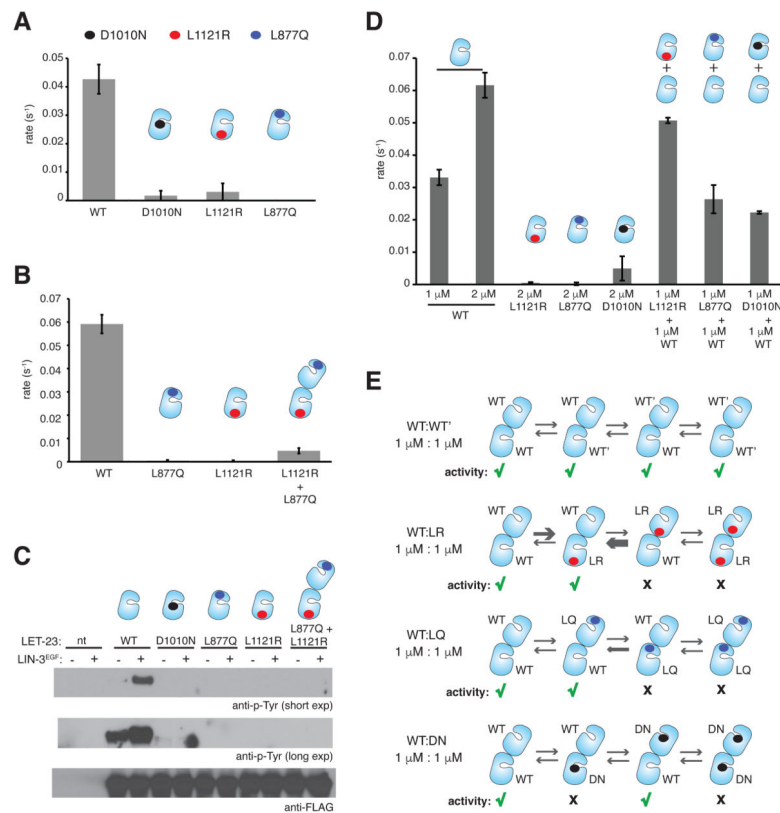 A
D1010N L1121R L877Q
0.05
0.04
0.03
0.02
0.01
0
rate (s⁻¹)
WT D1010N L1121R L877Q
B
0.07
0.06
0.05
0.04
0.03
0.02
0.01
0
rate (s⁻¹)
WT L877Q L1121R L1121R
+
L877Q
C
LET-23: nt WT D1010N L877Q L1121R L877Q +
L1121R
LIN-3ᴱᴳᶠ: - + - + - + - + - + - +
anti-p-Tyr (short exp)
anti-p-Tyr (long exp)
anti-FLAG
D
+ + +
0.07
0.06
0.05
0.04
0.03
0.02
0.01
0
rate (s⁻¹)
1 μM 2 μM 2 μM 2 μM 2 μM 1 μM 1 μM 1 μM
WT L1121R L877Q D1010N L1121R L877Q D1010N
+ + +
1 μM 1 μM 1 μM
WT WT WT
E
WT WT WT' WT'
WT:WT'
1 μM : 1 μM
WT WT' WT WT'
activity: √ √ √ √
WT WT LR LR
WT:LR
1 μM : 1 μM
WT LR WT LR
activity: √ √ x x
WT LQ WT LQ
WT:LQ
1 μM : 1 μM
WT WT LQ LQ
activity: √ √ x x
WT WT DN DN
WT:DN
1 μM : 1 μM
WT DN WT DN
activity: √ x √ x